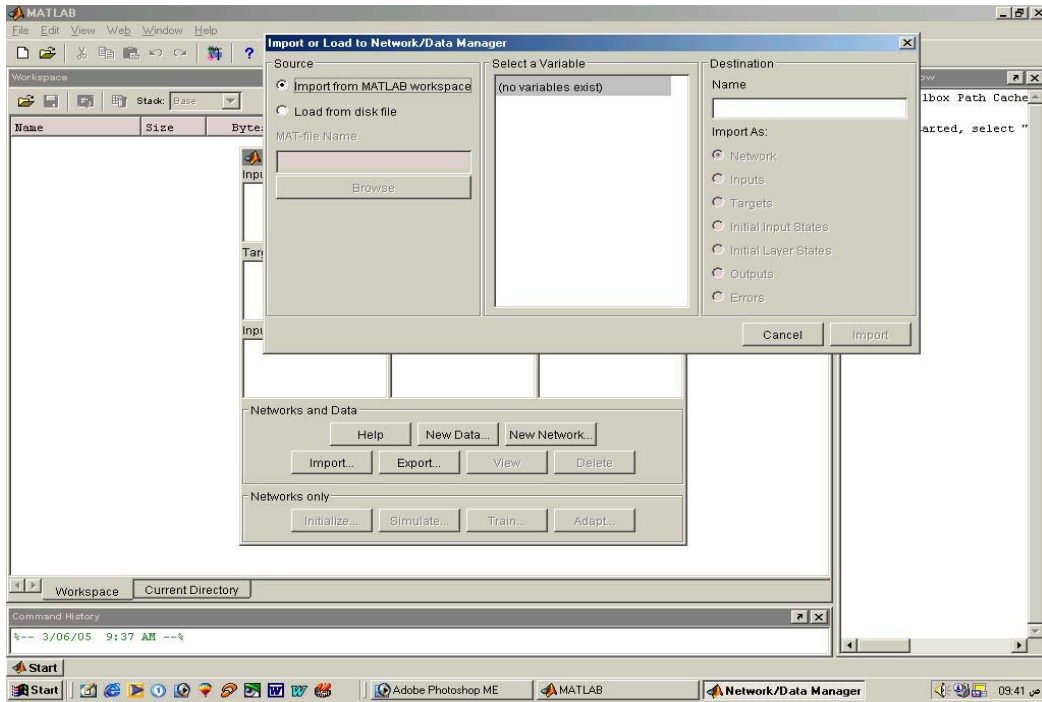 MATLAB
File Edit View Web Window Help
Workspace
Stack: Base
Name Size Bytes
Import or Load to Network/Data Manager
Source
Import from MATLAB workspace
Load from disk file
MAT-file Name
Browse
Select a Variable
(no variables exist)
Destination
Name
Import As:
Network
Inputs
Targets
Initial Input States
Initial Layer States
Outputs
Errors
Cancel Import
lbox Path Cache
arted, select "
Inpu
Targ
Inpu
Networks and Data
Help New Data... New Network...
Import... Export... View Delete
Networks only
Initialize... Simulate... Train... Adapt...
Workspace Current Directory
Command History
%-- 3/06/05 9:37 AM --%
Start
Start Adobe Photoshop ME MATLAB Network/Data Manager 09:41 ص